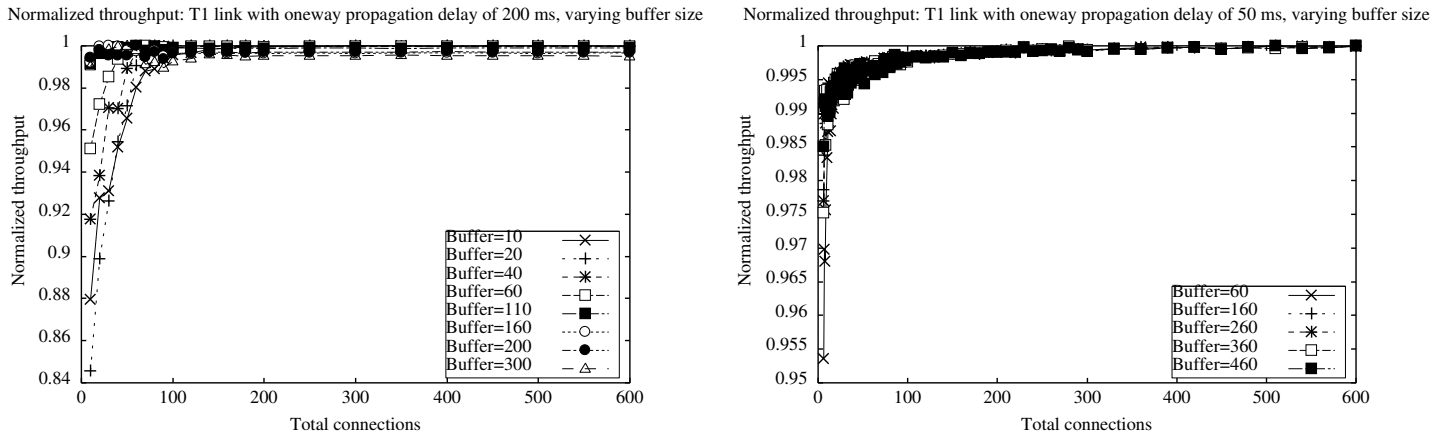 Normalized throughput: T1 link with oneway propagation delay of 200 ms, varying buffer size
1
0.98
0.96
0.94
0.92
0.9
0.88
0.86
0.84
Normalized throughput
0
100
200
300
400
500
600
Total connections
Buffer=10
Buffer=20
Buffer=40
Buffer=60
Buffer=110
Buffer=160
Buffer=200
Buffer=300
Normalized throughput: T1 link with oneway propagation delay of 50 ms, varying buffer size
1
0.995
0.99
0.985
0.98
0.975
0.97
0.965
0.96
0.955
0.95
Normalized throughput
0
100
200
300
400
500
600
Total connections
Buffer=60
Buffer=160
Buffer=260
Buffer=360
Buffer=460